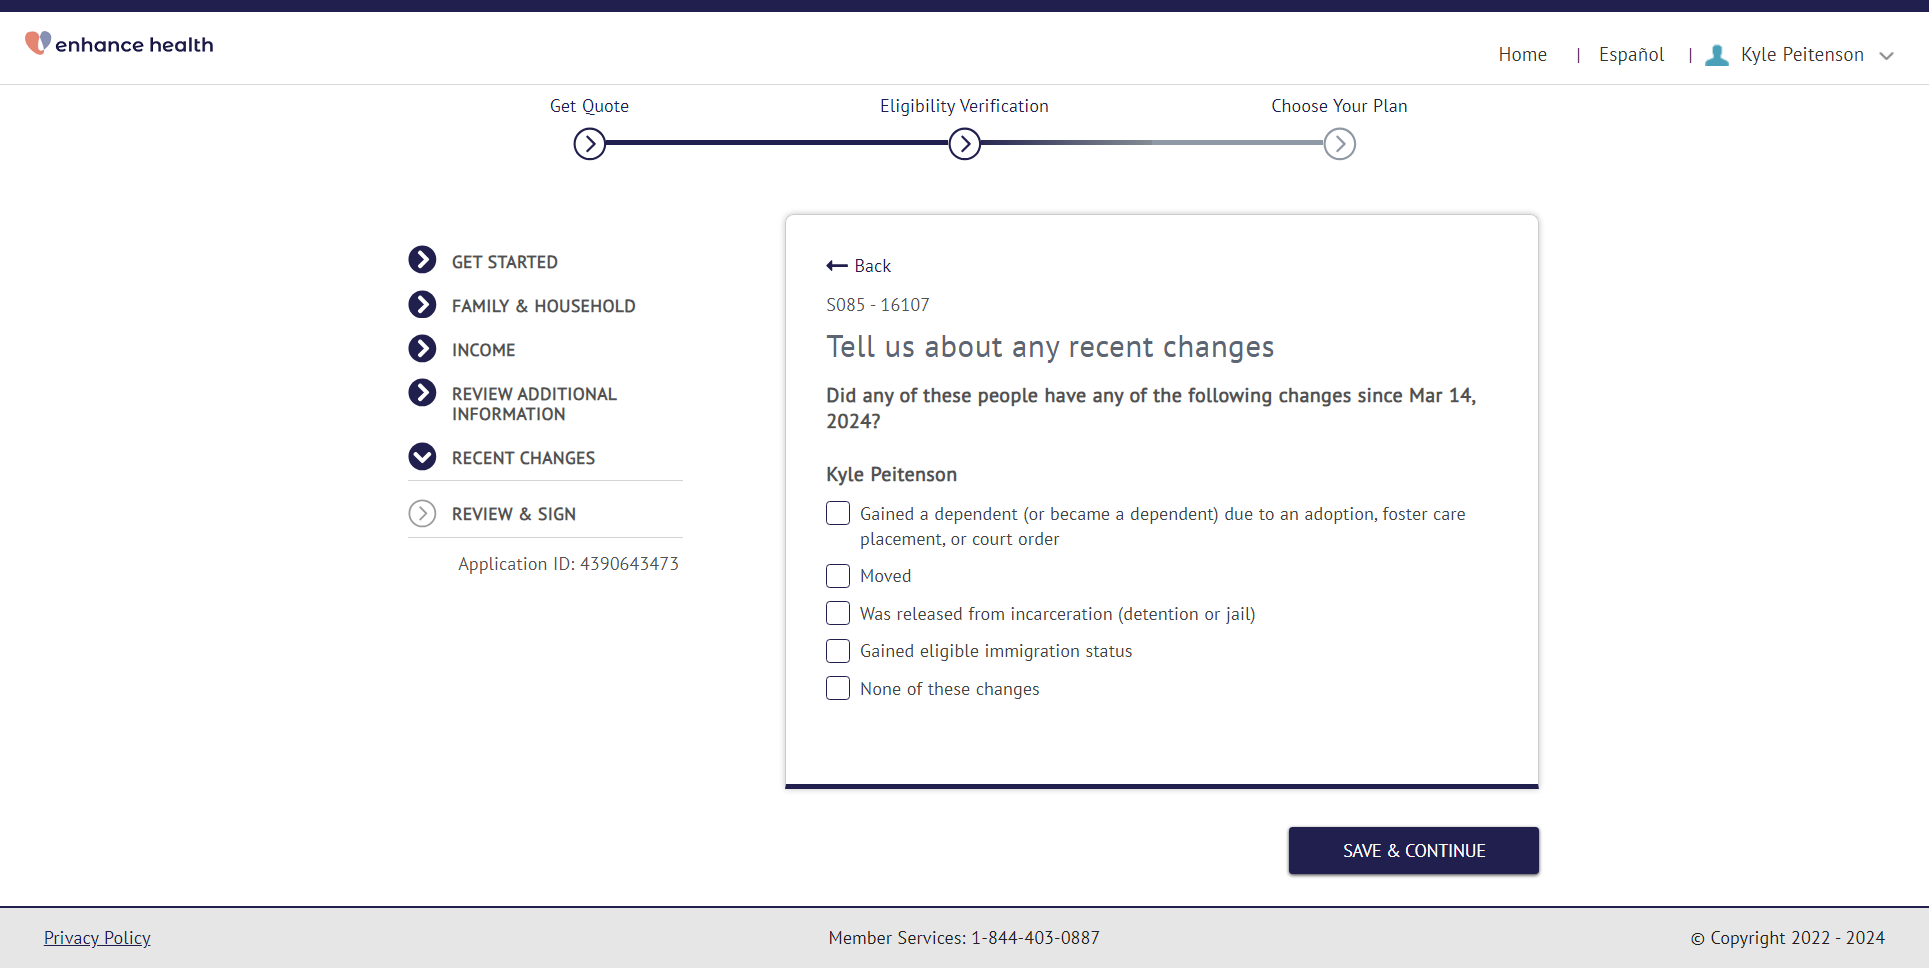 enhance health
Home | Español | Kyle Peitenson
Get Quote
Eligibility Verification
Choose Your Plan
GET STARTED
FAMILY & HOUSEHOLD
INCOME
REVIEW ADDITIONAL
INFORMATION
RECENT CHANGES
REVIEW & SIGN
Application ID: 4390643473
Back
S085 - 16107
Tell us about any recent changes
Did any of these people have any of the following changes since Mar 14,
2024?
Kyle Peitenson
Gained a dependent (or became a dependent) due to an adoption, foster care
placement, or court order
Moved
Was released from incarceration (detention or jail)
Gained eligible immigration status
None of these changes
SAVE & CONTINUE
Privacy Policy
Member Services: 1-844-403-0887
© Copyright 2022 - 2024